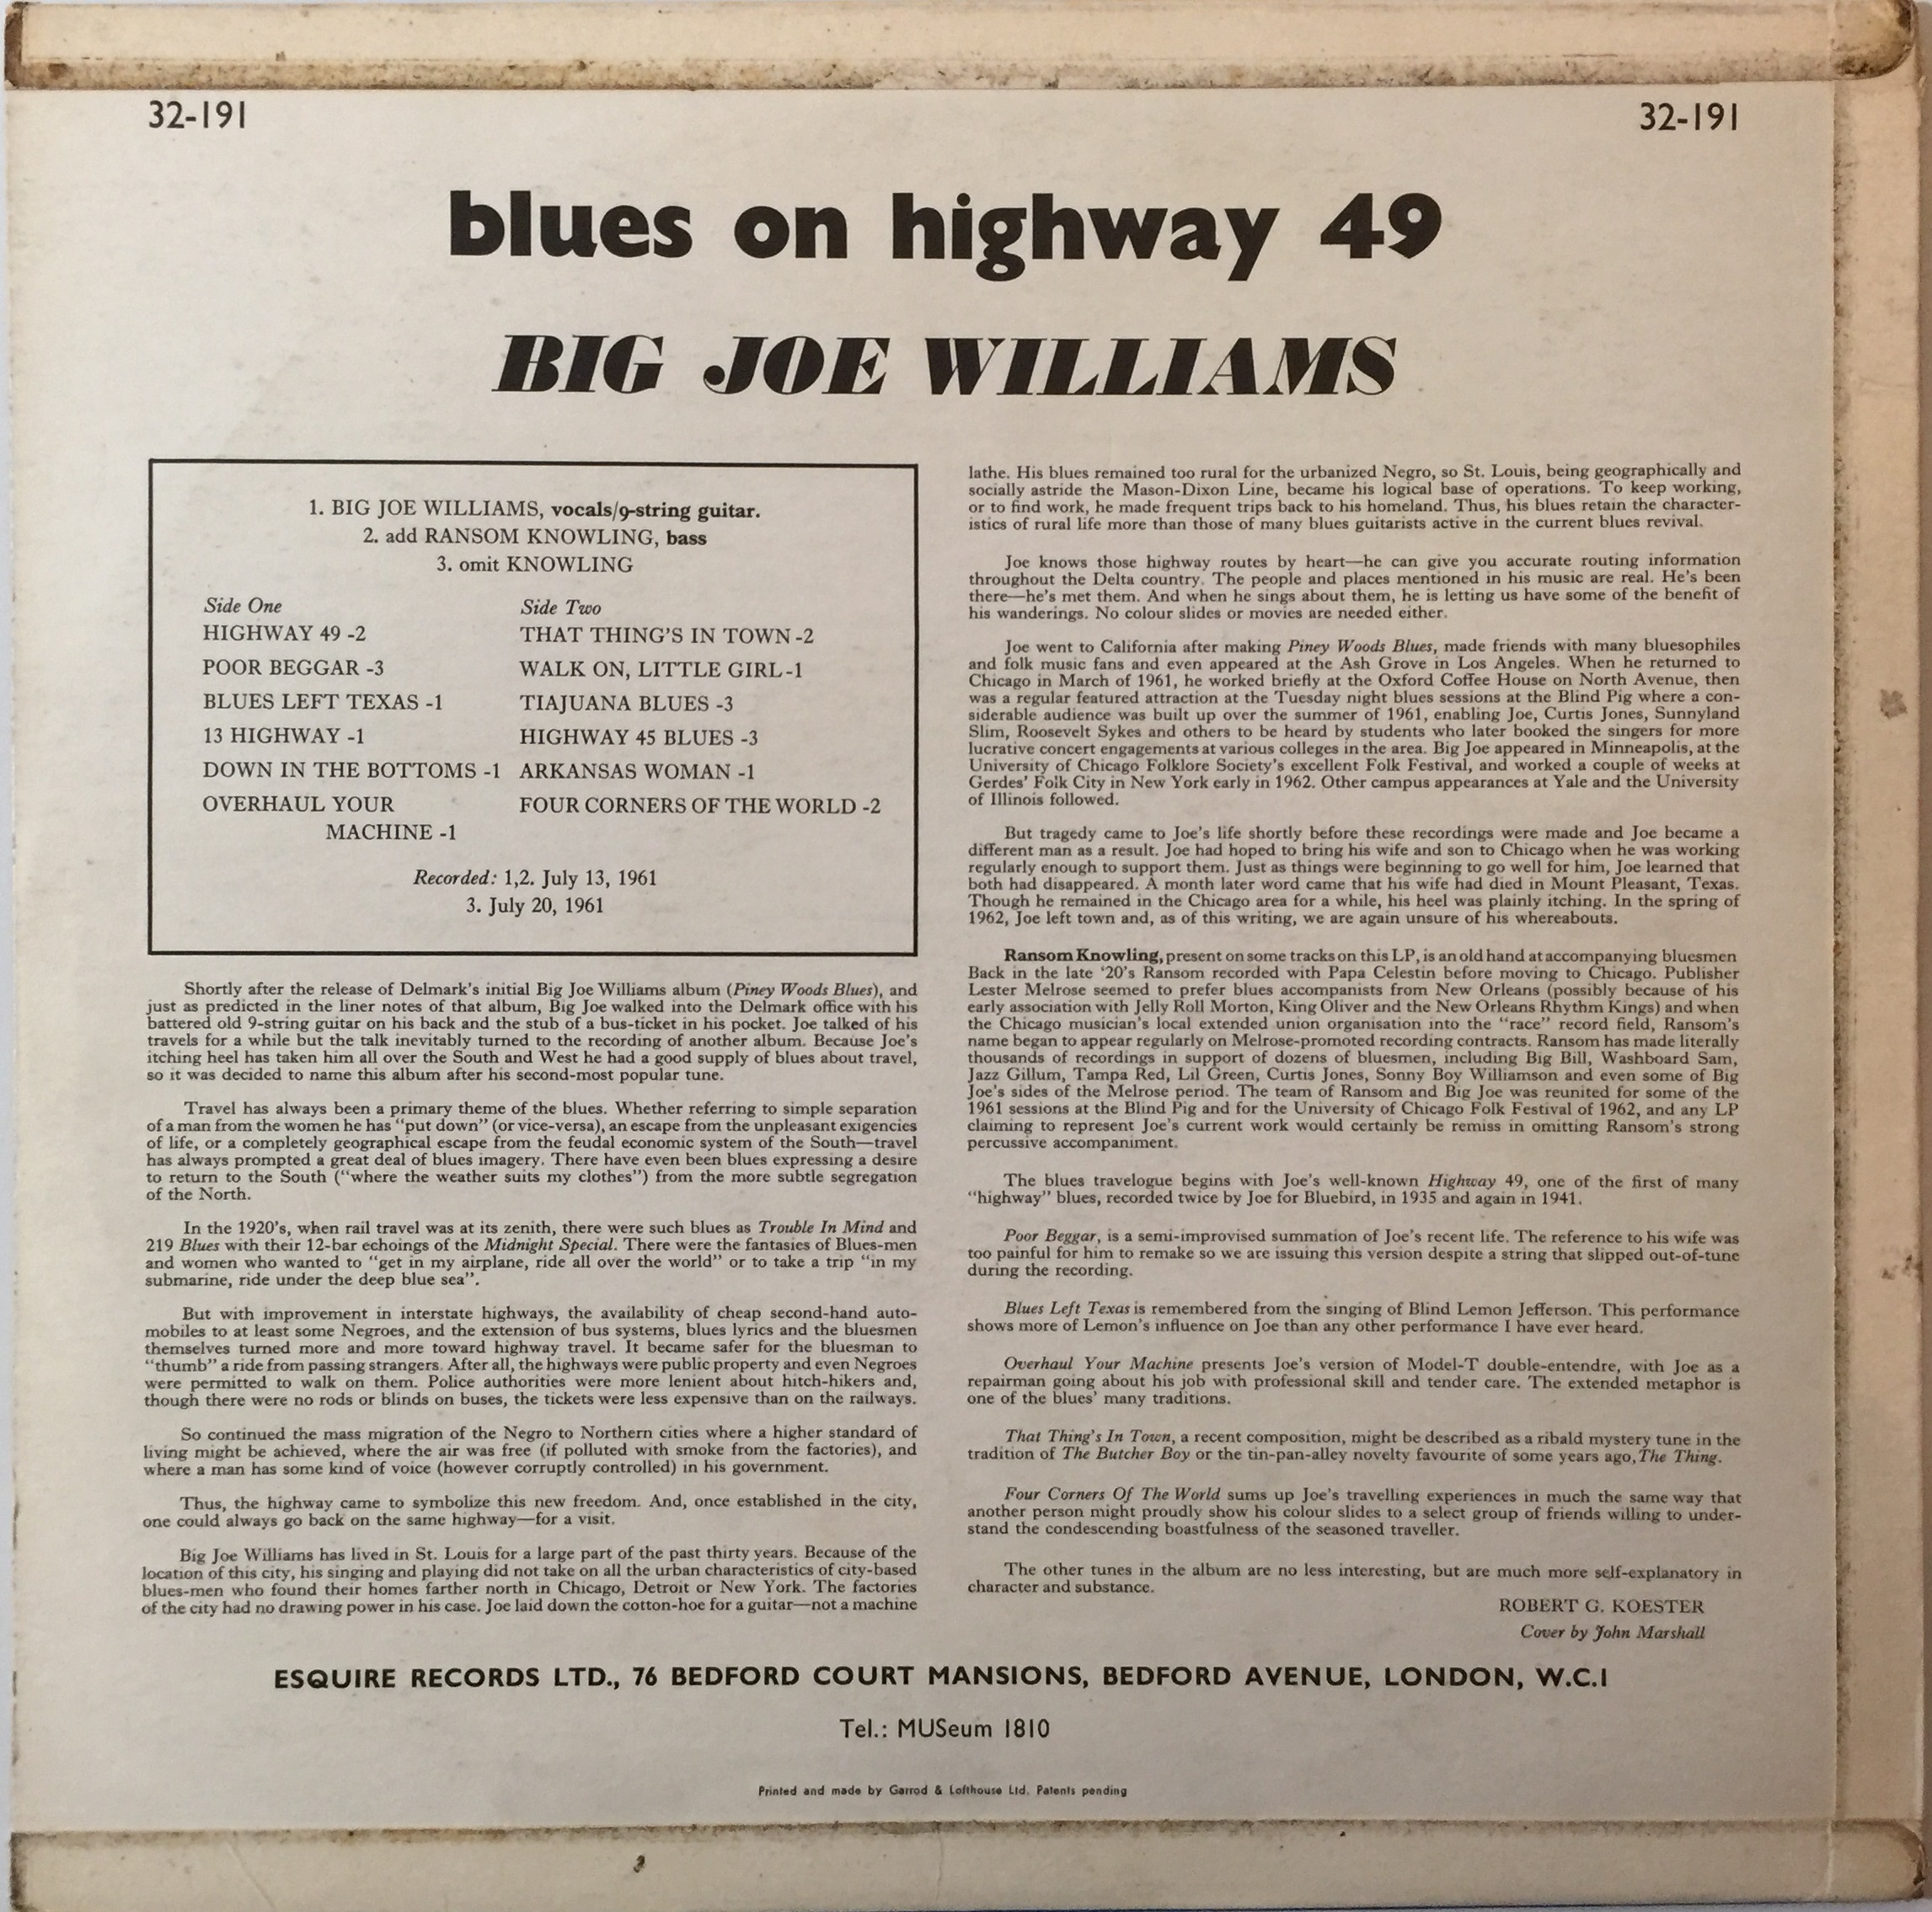 32-191
32-191
blues on highway 49
BIG JOE WILLIAMS
1. BIG JOE WILLIAMS, vocals/9-string guitar.
2. add RANSOM KNOWLING, bass
3. omit KNOWLING
Side One
HIGHWAY 49 -2
POOR BEGGAR -3
BLUES LEFT TEXAS -1
13 HIGHWAY -1
DOWN IN THE BOTTOMS -1
OVERHAUL YOUR
MACHINE -1
Side Two
THAT THING'S IN TOWN -2
WALK ON, LITTLE GIRL -1
TIAJUANA BLUES -3
HIGHWAY 45 BLUES -3
ARKANSAS WOMAN -1
FOUR CORNERS OF THE WORLD -2
Recorded: 1,2. July 13, 1961
3. July 20, 1961
Shortly after the release of Delmark's initial Big Joe Williams album (Piney Woods Blues), and
just as predicted in the liner notes of that album, Big Joe walked into the Delmark office with his
battered old 9-string guitar on his back and the stub of a bus-ticket in his pocket. Joe talked of his
travels for a while but the talk inevitably turned to the recording of another album. Because Joe's
itching heel has taken him all over the South and West he had a good supply of blues about travel,
so it was decided to name this album after his second-most popular tune.
Travel has always been a primary theme of the blues. Whether referring to simple separation
of a man from the women he has "put down" (or vice-versa), an escape from the unpleasant exigencies
of life, or a completely geographical escape from the feudal economic system of the South—travel
has always prompted a great deal of blues imagery. There have even been blues expressing a desire
to return to the South ("where the weather suits my clothes") from the more subtle segregation
of the North.
In the 1920's, when rail travel was at its zenith, there were such blues as Trouble In Mind and
219 Blues with their 12-bar echoings of the Midnight Special. There were the fantasies of Blues-men
and women who wanted to "get in my airplane, ride all over the world" or to take a trip "in my
submarine, ride under the deep blue sea".
But with improvement in interstate highways, the availability of cheap second-hand auto-
mobiles to at least some Negroes, and the extension of bus systems, blues lyrics and the bluesmen
themselves turned more and more toward highway travel. It became safer for the bluesman to
"thumb" a ride from passing strangers. After all, the highways were public property and even Negroes
were permitted to walk on them. Police authorities were more lenient about hitch-hikers and,
though there were no rods or blinds on buses, the tickets were less expensive than on the railways.
So continued the mass migration of the Negro to Northern cities where a higher standard of
living might be achieved, where the air was free (if polluted with smoke from the factories), and
where a man has some kind of voice (however corruptly controlled) in his government.
Thus, the highway came to symbolize this new freedom. And, once established in the city,
one could always go back on the same highway—for a visit.
Big Joe Williams has lived in St. Louis for a large part of the past thirty years. Because of the
location of this city, his singing and playing did not take on all the urban characteristics of city-based
blues-men who found their homes farther north in Chicago, Detroit or New York. The factories
of the city had no drawing power in his case. Joe laid down the cotton-hoe for a guitar—not a machine
lathe. His blues remained too rural for the urbanized Negro, so St. Louis, being geographically and
socially astride the Mason-Dixon Line, became his logical base of operations. To keep working,
or to find work, he made frequent trips back to his homeland. Thus, his blues retain the character-
istics of rural life more than those of many blues guitarists active in the current blues revival.
Joe knows those highway routes by heart—he can give you accurate routing information
throughout the Delta country. The people and places mentioned in his music are real. He's been
there—he's met them. And when he sings about them, he is letting us have some of the benefit of
his wanderings. No colour slides or movies are needed either.
Joe went to California after making Piney Woods Blues, made friends with many bluesophiles
and folk music fans and even appeared at the Ash Grove in Los Angeles. When he returned to
Chicago in March of 1961, he worked briefly at the Oxford Coffee House on North Avenue, then
was a regular featured attraction at the Tuesday night blues sessions at the Blind Pig where a con-
siderable audience was built up over the summer of 1961, enabling Joe, Curtis Jones, Sunnyland
Slim, Roosevelt Sykes and others to be heard by students who later booked the singers for more
lucrative concert engagements at various colleges in the area. Big Joe appeared in Minneapolis, at the
University of Chicago Folklore Society's excellent Folk Festival, and worked a couple of weeks at
Gerdes' Folk City in New York early in 1962. Other campus appearances at Yale and the University
of Illinois followed.
But tragedy came to Joe's life shortly before these recordings were made and Joe became a
different man as a result. Joe had hoped to bring his wife and son to Chicago when he was working
regularly enough to support them. Just as things were beginning to go well for him, Joe learned that
both had disappeared. A month later word came that his wife had died in Mount Pleasant, Texas.
Though he remained in the Chicago area for a while, his heel was plainly itching. In the spring of
1962, Joe left town and, as of this writing, we are again unsure of his whereabouts.
Ransom Knowling, present on some tracks on this LP, is an old hand at accompanying bluesmen
Back in the late '20's Ransom recorded with Papa Celestin before moving to Chicago. Publisher
Lester Melrose seemed to prefer blues accompanists from New Orleans (possibly because of his
early association with Jelly Roll Morton, King Oliver and the New Orleans Rhythm Kings) and when
the Chicago musician's local extended union organisation into the "race" record field, Ransom's
name began to appear regularly on Melrose-promoted recording contracts. Ransom has made literally
thousands of recordings in support of dozens of bluesmen, including Big Bill, Washboard Sam,
Jazz Gillum, Tampa Red, Lil Green, Curtis Jones, Sonny Boy Williamson and even some of Big
Joe's sides of the Melrose period. The team of Ransom and Big Joe was reunited for some of the
1961 sessions at the Blind Pig and for the University of Chicago Folk Festival of 1962, and any LP
claiming to represent Joe's current work would certainly be remiss in omitting Ransom's strong
percussive accompaniment.
The blues travelogue begins with Joe's well-known Highway 49, one of the first of many
"highway" blues, recorded twice by Joe for Bluebird, in 1935 and again in 1941.
Poor Beggar, is a semi-improvised summation of Joe's recent life. The reference to his wife was
too painful for him to remake so we are issuing this version despite a string that slipped out-of-tune
during the recording.
Blues Left Texas is remembered from the singing of Blind Lemon Jefferson. This performance
shows more of Lemon's influence on Joe than any other performance I have ever heard.
Overhaul Your Machine presents Joe's version of Model-T double-entendre, with Joe as a
repairman going about his job with professional skill and tender care. The extended metaphor is
one of the blues' many traditions.
That Thing's In Town, a recent composition, might be described as a ribald mystery tune in the
tradition of The Butcher Boy or the tin-pan-alley novelty favourite of some years ago, The Thing.
Four Corners Of The World sums up Joe's travelling experiences in much the same way that
another person might proudly show his colour slides to a select group of friends willing to under-
stand the condescending boastfulness of the seasoned traveller.
The other tunes in the album are no less interesting, but are much more self-explanatory in
character and substance.
ROBERT G. KOESTER
Cover by John Marshall
ESQUIRE RECORDS LTD., 76 BEDFORD COURT MANSIONS, BEDFORD AVENUE, LONDON, W.C.1
Tel.: MUSeum 1810
Printed and made by Garrod & Lofthouse Ltd. Patents pending